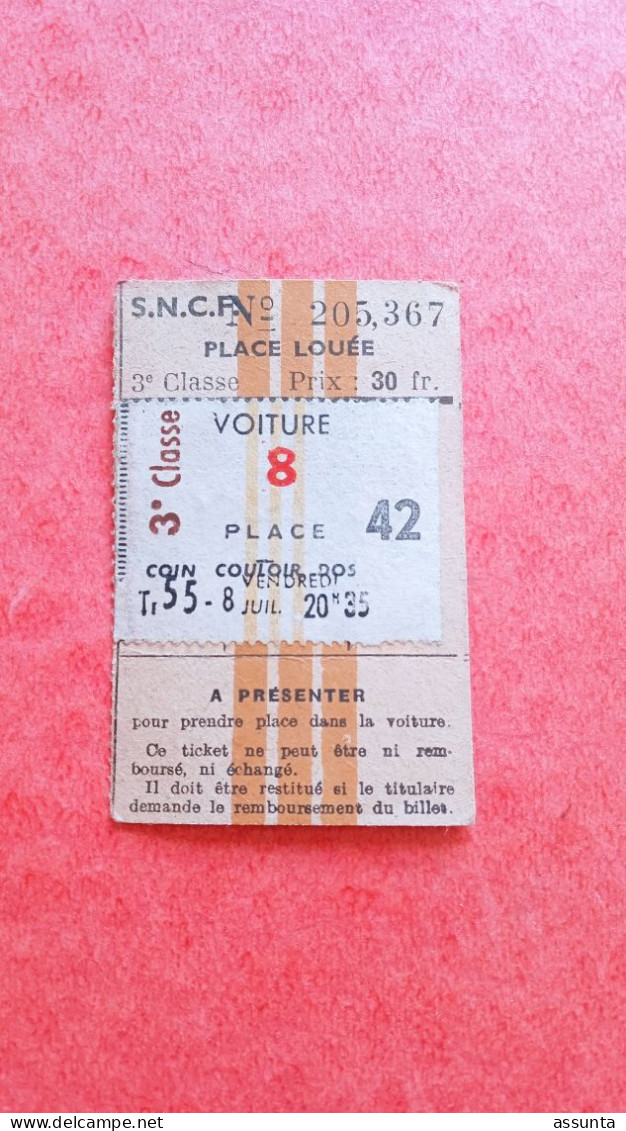 S.N.C.F. Nº 205,367
PLACE LOUÉE
3e Classe Prix : 30 fr.
3e Classe
VOITURE
8
PLACE 42
COIN COULOIR DOS
VENDREDI
Tr 55 - 8 JUIL. 20H35
A PRÉSENTER
pour prendre place dans la voiture.
Ce ticket ne peut être ni rem-
boursé, ni échangé.
Il doit être restitué si le titulaire
demande le remboursement du billet.
www.delcampe.net
assunta